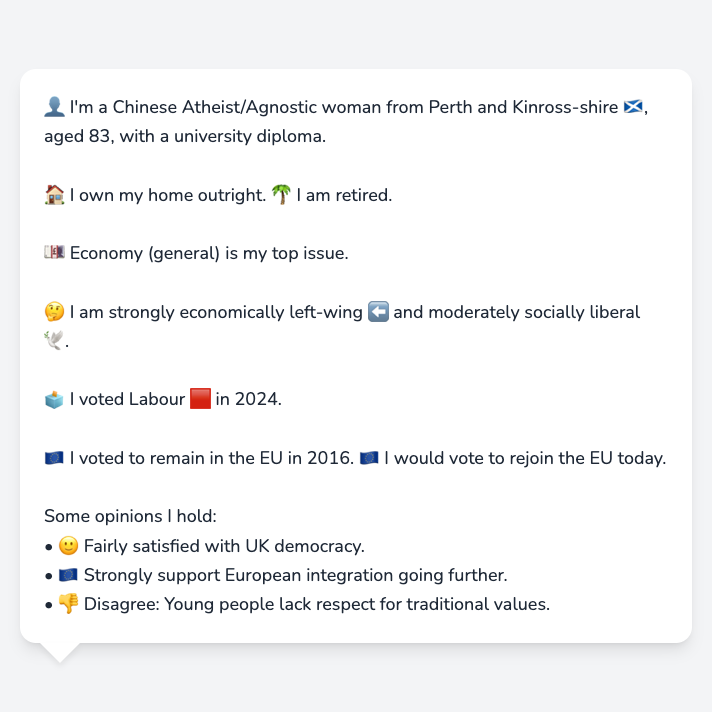 👤 I'm a Chinese Atheist/Agnostic woman from Perth and Kinross-shire 🏴󠁧󠁢󠁳󠁣󠁴󠁿,
aged 83, with a university diploma.
🏠 I own my home outright. 🌴 I am retired.
💷 Economy (general) is my top issue.
🤔 I am strongly economically left-wing ⬅️ and moderately socially liberal
🕊️.
🗳️ I voted Labour 🟥 in 2024.
🇪🇺 I voted to remain in the EU in 2016. 🇪🇺 I would vote to rejoin the EU today.
Some opinions I hold:
• 🙂 Fairly satisfied with UK democracy.
• 🇪🇺 Strongly support European integration going further.
• 👎 Disagree: Young people lack respect for traditional values.